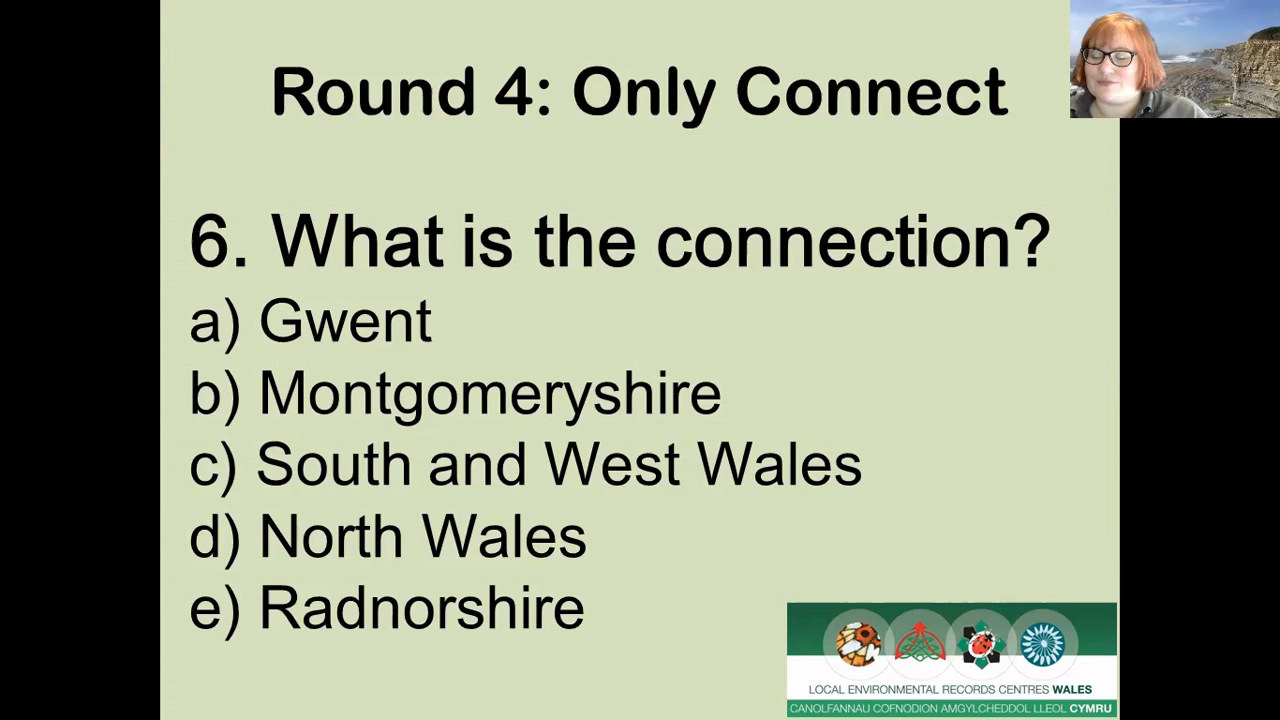 Round 4: Only Connect
6. What is the connection?
a) Gwent
b) Montgomeryshire
c) South and West Wales
d) North Wales
e) Radnorshire
LOCAL ENVIRONMENTAL RECORDS CENTRES WALES
CANOLFANNAU COFNODION AMGYLCHEDDOL LLEOL CYMRU